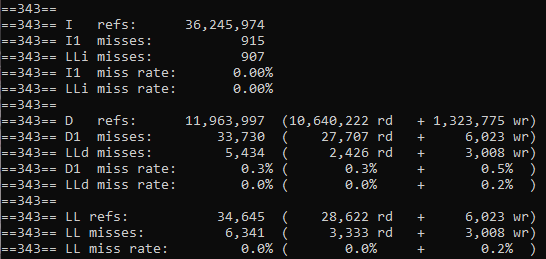 ==343==
==343== I   refs:      36,245,974
==343== I1  misses:           915
==343== LLi misses:           907
==343== I1  miss rate:       0.00%
==343== LLi miss rate:       0.00%
==343==
==343== D   refs:      11,963,997  (10,640,222 rd   + 1,323,775 wr)
==343== D1  misses:        33,730  (    27,707 rd   +     6,023 wr)
==343== LLd misses:         5,434  (     2,426 rd   +     3,008 wr)
==343== D1  miss rate:        0.3% (       0.3%     +       0.5%  )
==343== LLd miss rate:        0.0% (       0.0%     +       0.2%  )
==343==
==343== LL refs:           34,645  (    28,622 rd   +     6,023 wr)
==343== LL misses:          6,341  (     3,333 rd   +     3,008 wr)
==343== LL miss rate:         0.0% (       0.0%     +       0.2%  )